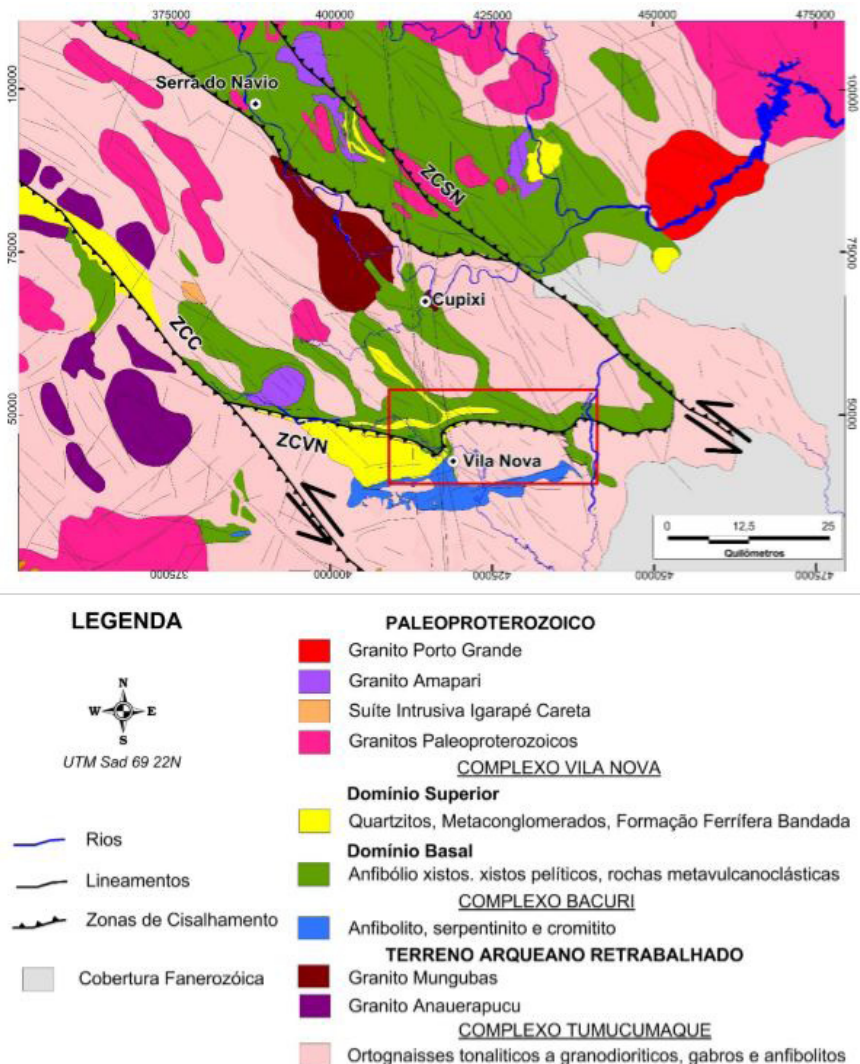 375000 400000 425000 450000 475000
100000 100000
Serra do Navio
ZCSN
75000 75000
Cupixi
ZCC
50000 50000
ZCVN
Vila Nova
0 12,5 25
Quilômetros
375000 400000 425000 450000 475000
LEGENDA
N
W E
S
UTM Sad 69 22N
Rios
Lineamentos
Zonas de Cisalhamento
Cobertura Fanerozóica
PALEOPROTEROZOICO
Granito Porto Grande
Granito Amapari
Suíte Intrusiva Igarapé Careta
Granitos Paleoproterozoicos
COMPLEXO VILA NOVA
Domínio Superior
Quartzitos, Metaconglomerados, Formação Ferrífera Bandada
Domínio Basal
Anfibólio xistos. xistos pelíticos, rochas metavulcanoclásticas
COMPLEXO BACURI
Anfibolito, serpentinito e cromitito
TERRENO ARQUEANO RETRABALHADO
Granito Mungubas
Granito Anauerapucu
COMPLEXO TUMUCUMAQUE
Ortognaisses tonaliticos a granodioriticos, gabros e anfibolitos